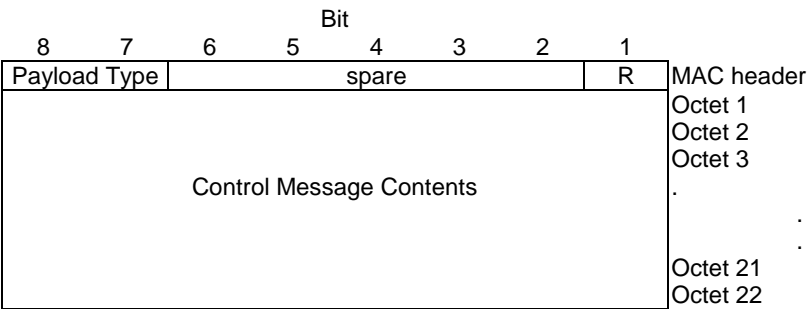 Bit
8 7 6 5 4 3 2 1
Payload Type spare R MAC header
Octet 1
Octet 2
Octet 3
Control Message Contents .
.
.
Octet 21
Octet 22